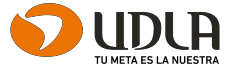 UDLA
TU META ES LA NUESTRA